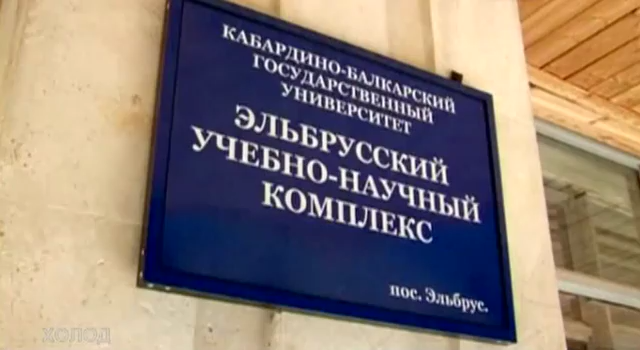 КАБАРДИНО-БАЛКАРСКИЙ
ГОСУДАРСТВЕННЫЙ
УНИВЕРСИТЕТ
ЭЛЬБРУССКИЙ
УЧЕБНО-НАУЧНЫЙ
КОМПЛЕКС
пос. Эльбрус.
ХОЛОД